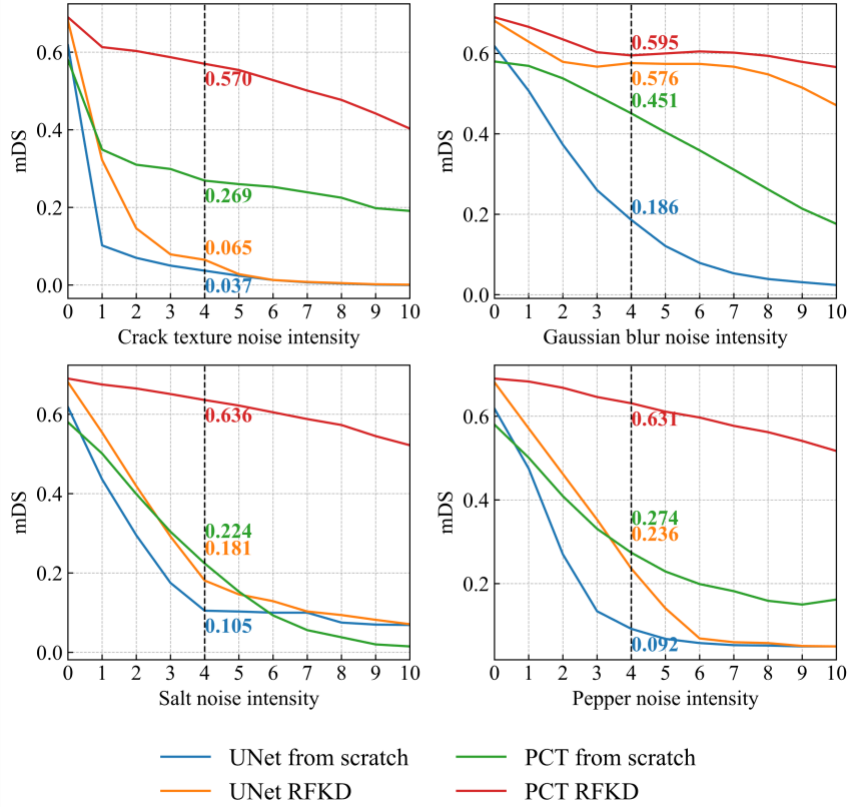 mDS
0.6
0.4
0.2
0.0
0.570
0.269
0.065
0.037
0 1 2 3 4 5 6 7 8 9 10
Crack texture noise intensity
mDS
0.6
0.4
0.2
0.0
0.595
0.576
0.451
0.186
0 1 2 3 4 5 6 7 8 9 10
Gaussian blur noise intensity
mDS
0.6
0.4
0.2
0.0
0.636
0.224
0.181
0.105
0 1 2 3 4 5 6 7 8 9 10
Salt noise intensity
mDS
0.6
0.4
0.2
0.631
0.274
0.236
0.092
0 1 2 3 4 5 6 7 8 9 10
Pepper noise intensity
UNet from scratch
PCT from scratch
UNet RFKD
PCT RFKD